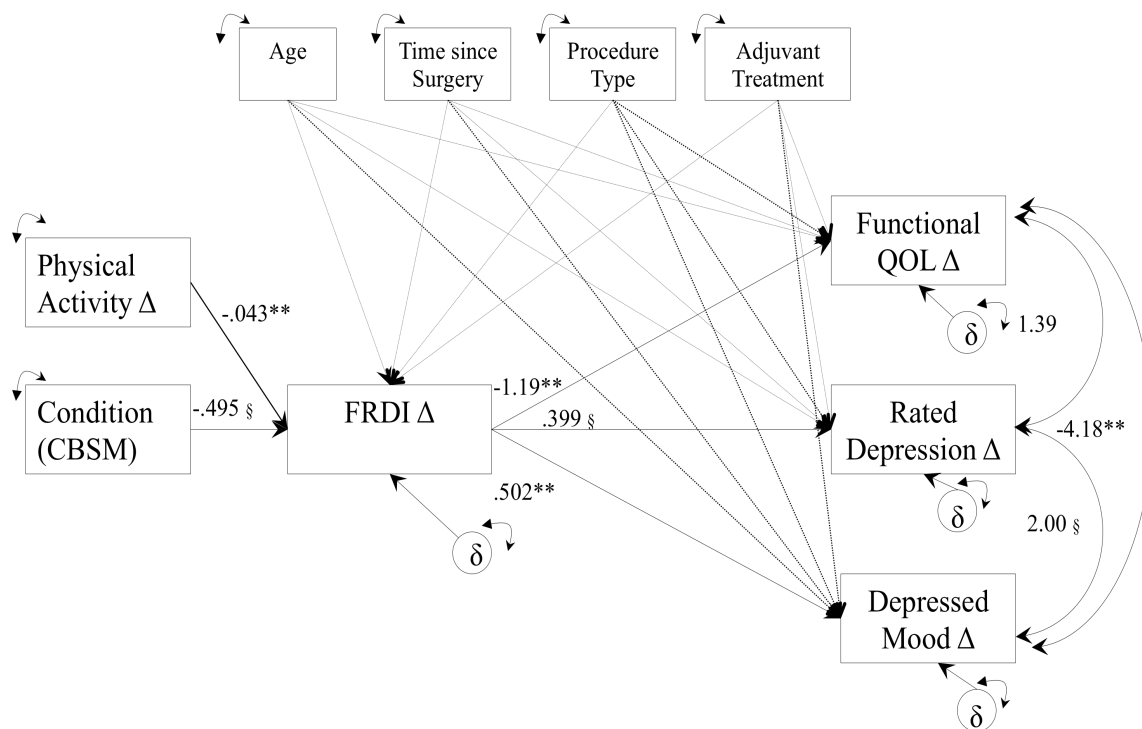 Age
Time since
Surgery
Procedure
Type
Adjuvant
Treatment
Physical
Activity Δ
-.043**
Condition
(CBSM)
-.495 §
FRDI Δ
-1.19**
.399 §
.502**
δ
Functional
QOL Δ
δ
1.39
Rated
Depression Δ
-4.18**
δ
2.00 §
Depressed
Mood Δ
δ